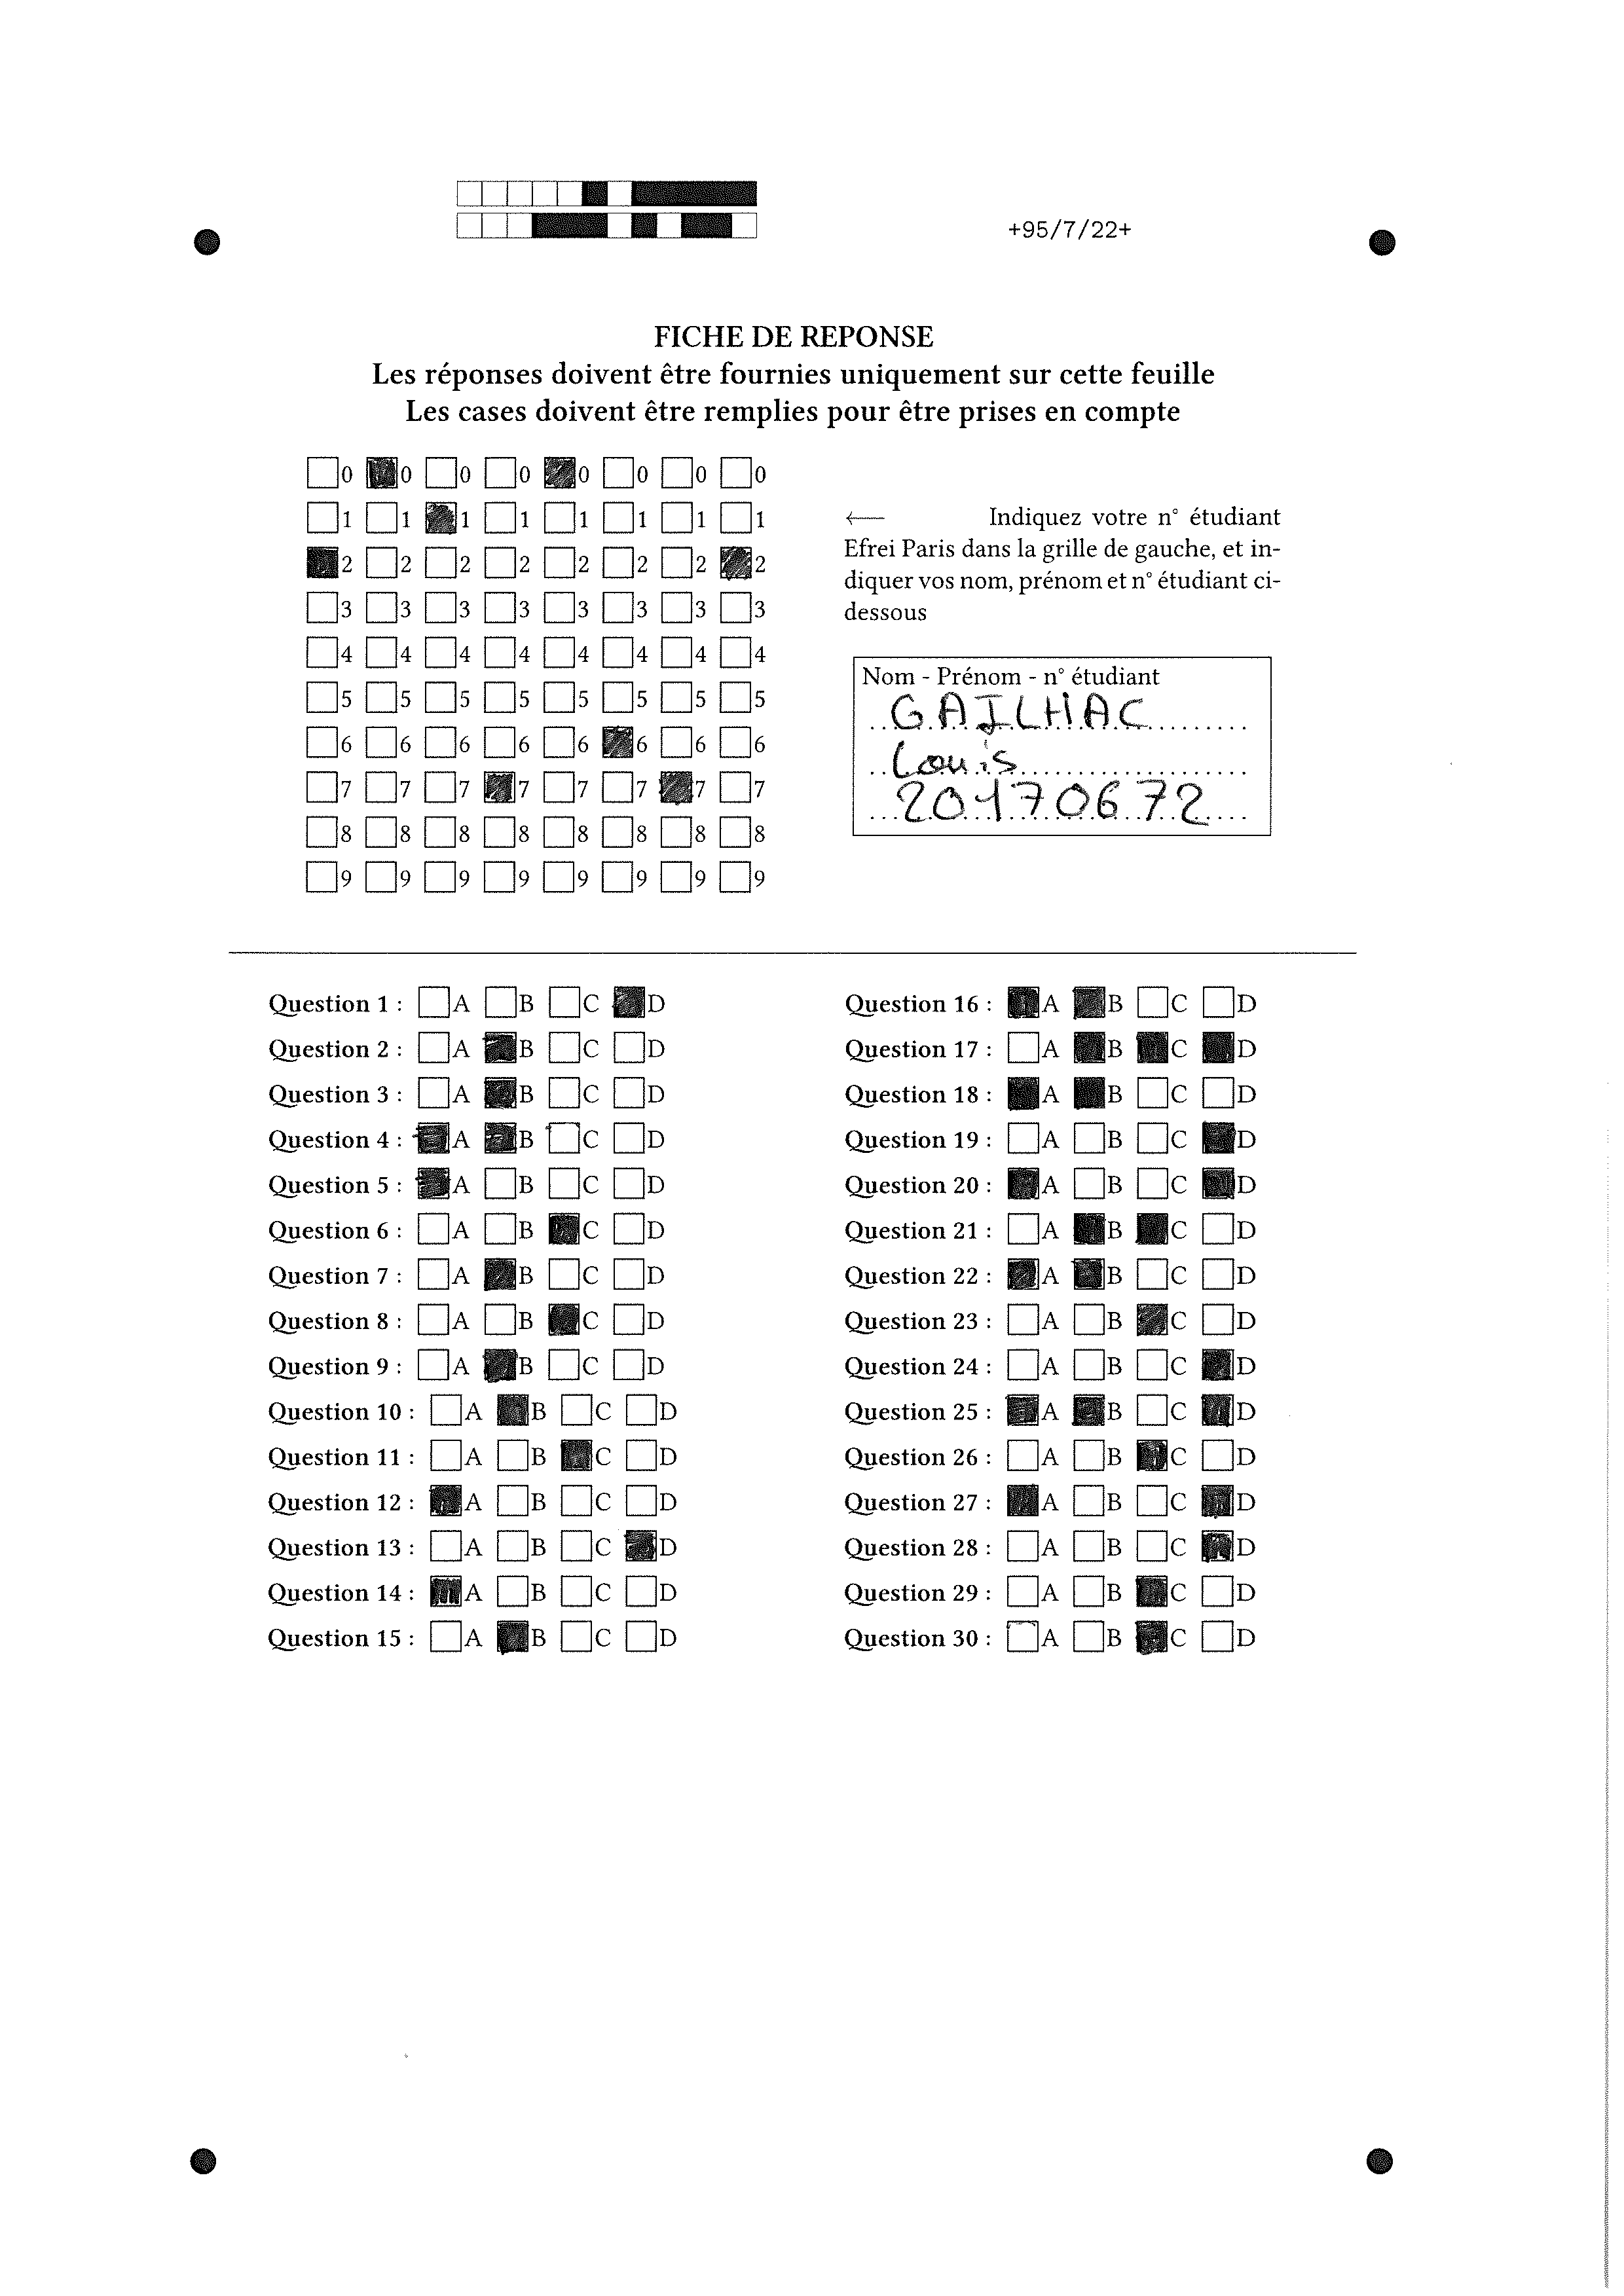 +95/7/22+
FICHE DE REPONSE
Les réponses doivent être fournies uniquement sur cette feuille
Les cases doivent être remplies pour être prises en compte
0 0 0 0 0 0 0 0
1 1 1 1 1 1 1 1
2 2 2 2 2 2 2 2
3 3 3 3 3 3 3 3
4 4 4 4 4 4 4 4
5 5 5 5 5 5 5 5
6 6 6 6 6 6 6 6
7 7 7 7 7 7 7 7
8 8 8 8 8 8 8 8
9 9 9 9 9 9 9 9
← Indiquez votre n° étudiant
Efrei Paris dans la grille de gauche, et in-
diquer vos nom, prénom et n° étudiant ci-
dessous
Nom - Prénom - n° étudiant
GAILHAC
Louis
20170672
Question 1 : A B C D
Question 2 : A B C D
Question 3 : A B C D
Question 4 : A B C D
Question 5 : A B C D
Question 6 : A B C D
Question 7 : A B C D
Question 8 : A B C D
Question 9 : A B C D
Question 10 : A B C D
Question 11 : A B C D
Question 12 : A B C D
Question 13 : A B C D
Question 14 : A B C D
Question 15 : A B C D
Question 16 : A B C D
Question 17 : A B C D
Question 18 : A B C D
Question 19 : A B C D
Question 20 : A B C D
Question 21 : A B C D
Question 22 : A B C D
Question 23 : A B C D
Question 24 : A B C D
Question 25 : A B C D
Question 26 : A B C D
Question 27 : A B C D
Question 28 : A B C D
Question 29 : A B C D
Question 30 : A B C D